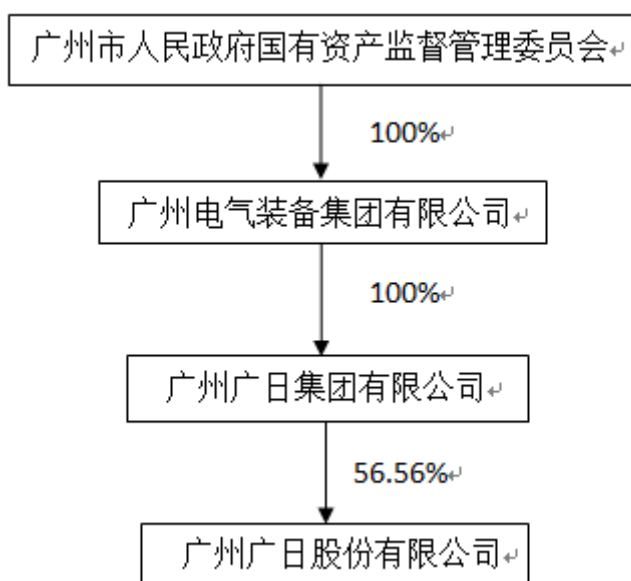 广州市人民政府国有资产监督管理委员会
100%
广州电气装备集团有限公司
100%
广州广日集团有限公司
56.56%
广州广日股份有限公司